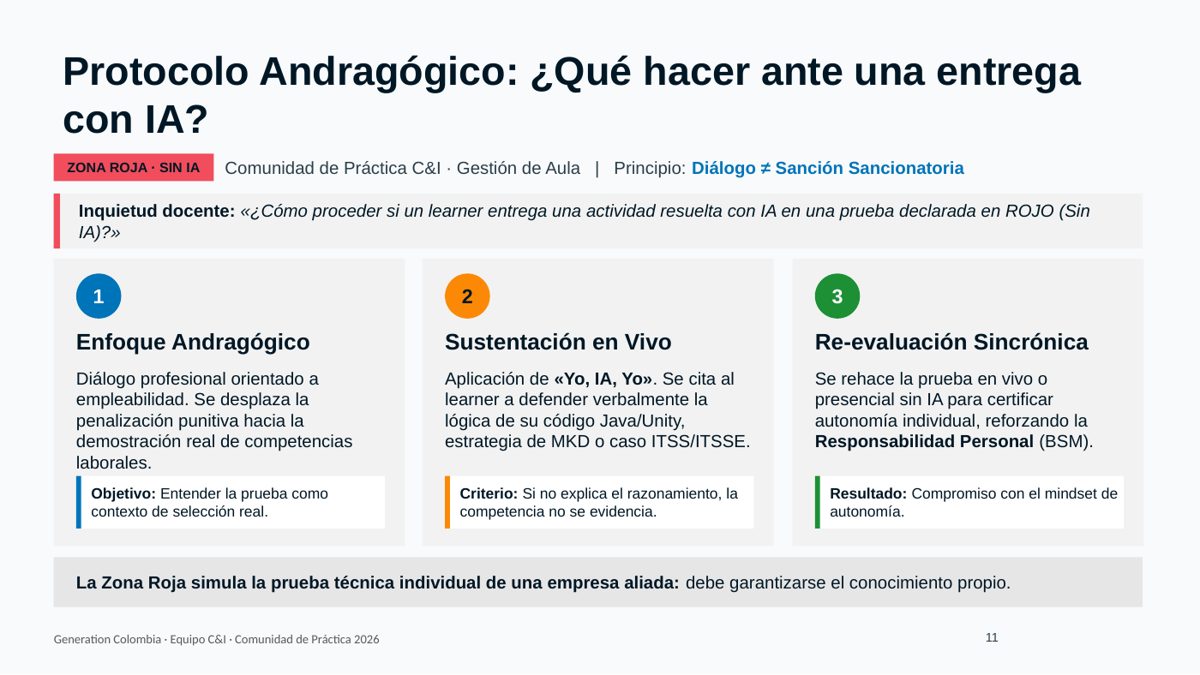 Protocolo Andragógico: ¿Qué hacer ante una entrega
con IA?
ZONA ROJA · SIN IA
Comunidad de Práctica C&I · Gestión de Aula | Principio: Diálogo ≠ Sanción Sancionatoria
Inquietud docente: «¿Cómo proceder si un learner entrega una actividad resuelta con IA en una prueba declarada en ROJO (Sin
IA)?»
1
Enfoque Andragógico
Diálogo profesional orientado a
empleabilidad. Se desplaza la
penalización punitiva hacia la
demostración real de competencias
laborales.
Objetivo: Entender la prueba como
contexto de selección real.
2
Sustentación en Vivo
Aplicación de «Yo, IA, Yo». Se cita al
learner a defender verbalmente la
lógica de su código Java/Unity,
estrategia de MKD o caso ITSS/ITSSE.
Criterio: Si no explica el razonamiento, la
competencia no se evidencia.
3
Re-evaluación Sincrónica
Se rehace la prueba en vivo o
presencial sin IA para certificar
autonomía individual, reforzando la
Responsabilidad Personal (BSM).
Resultado: Compromiso con el mindset de
autonomía.
La Zona Roja simula la prueba técnica individual de una empresa aliada: debe garantizarse el conocimiento propio.
Generation Colombia · Equipo C&I · Comunidad de Práctica 2026
11